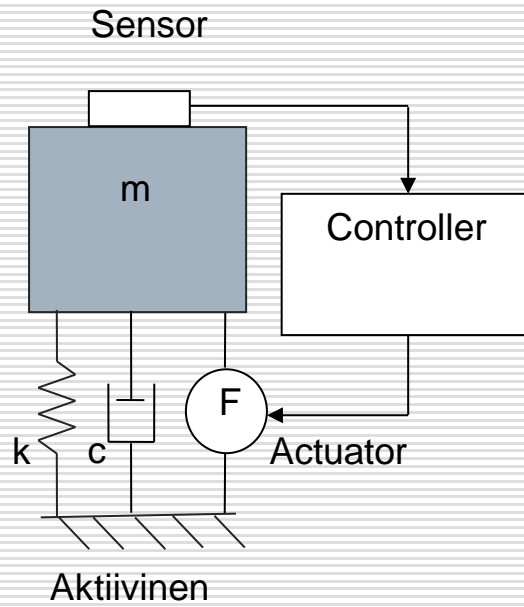 Sensor
m
Controller
F
k
c
Actuator
Aktiivinen